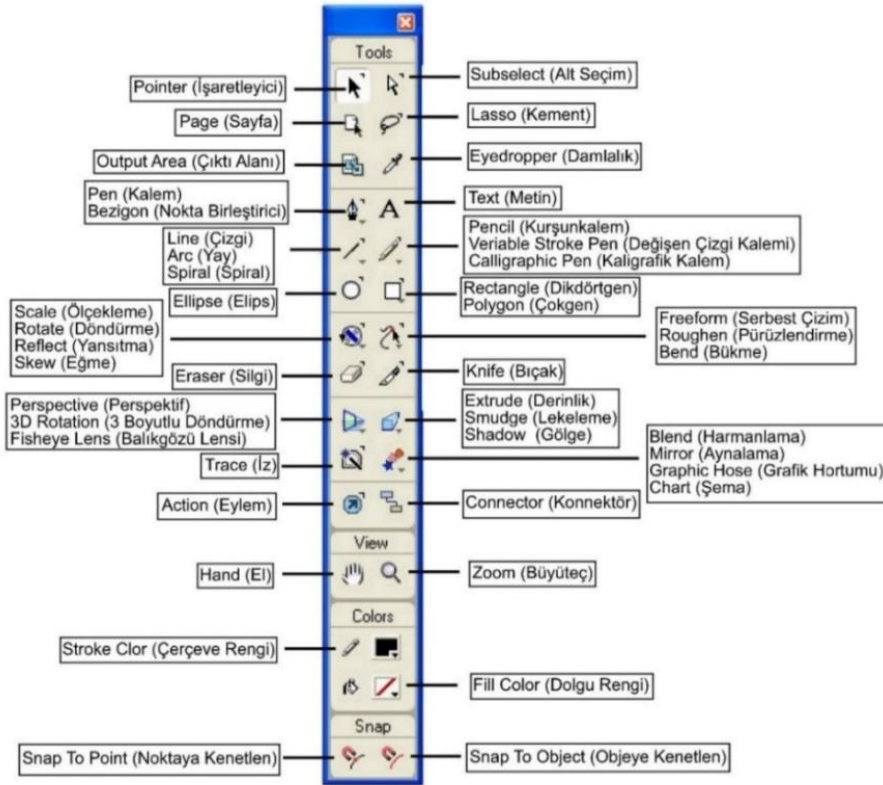 Tools
Pointer (İşaretleyici)
Subselect (Alt Seçim)
Page (Sayfa)
Lasso (Kement)
Output Area (Çıktı Alanı)
Eyedropper (Damlalık)
Pen (Kalem)
Bezigon (Nokta Birleştirici)
A
Text (Metin)
Line (Çizgi)
Arc (Yay)
Spiral (Spiral)
Pencil (Kurşunkalem)
Veriable Stroke Pen (Değişen Çizgi Kalemi)
Calligraphic Pen (Kaligrafik Kalem)
Ellipse (Elips)
Rectangle (Dikdörtgen)
Polygon (Çokgen)
Scale (Ölçekleme)
Rotate (Döndürme)
Reflect (Yansıtma)
Skew (Eğme)
Freeform (Serbest Çizim)
Roughen (Pürüzlendirme)
Bend (Bükme)
Eraser (Silgi)
Knife (Bıçak)
Perspective (Perspektif)
3D Rotation (3 Boyutlu Döndürme)
Fisheye Lens (Balıkgözü Lensi)
Extrude (Derinlik)
Smudge (Lekeleme)
Shadow (Gölge)
Trace (İz)
Blend (Harmanlama)
Mirror (Aynalama)
Graphic Hose (Grafik Hortumu)
Chart (Şema)
Action (Eylem)
Connector (Konnektör)
View
Hand (El)
Zoom (Büyüteç)
Colors
Stroke Clor (Çerçeve Rengi)
Fill Color (Dolgu Rengi)
Snap
Snap To Point (Noktaya Kenetlen)
Snap To Object (Objeye Kenetlen)